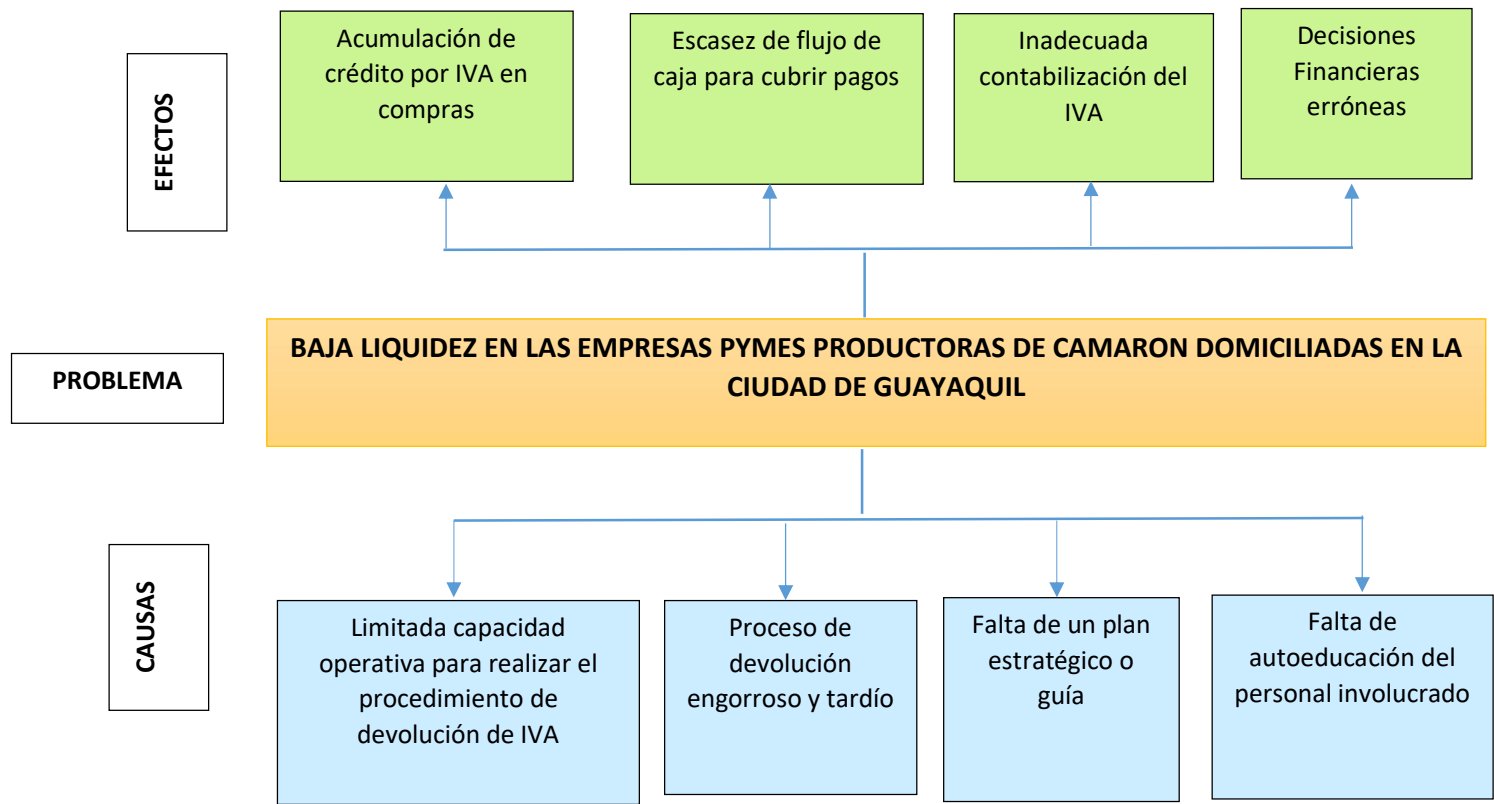 EFECTOS
Acumulación de
crédito por IVA en
compras
Escasez de flujo de
caja para cubrir pagos
Inadecuada
contabilización del
IVA
Decisiones
Financieras
erróneas
PROBLEMA
BAJA LIQUIDEZ EN LAS EMPRESAS PYMES PRODUCTORAS DE CAMARON DOMICILIADAS EN LA
CIUDAD DE GUAYAQUIL
CAUSAS
Limitada capacidad
operativa para realizar el
procedimiento de
devolución de IVA
Proceso de
devolución
engorroso y tardío
Falta de un plan
estratégico o
guía
Falta de
autoeducación del
personal involucrado